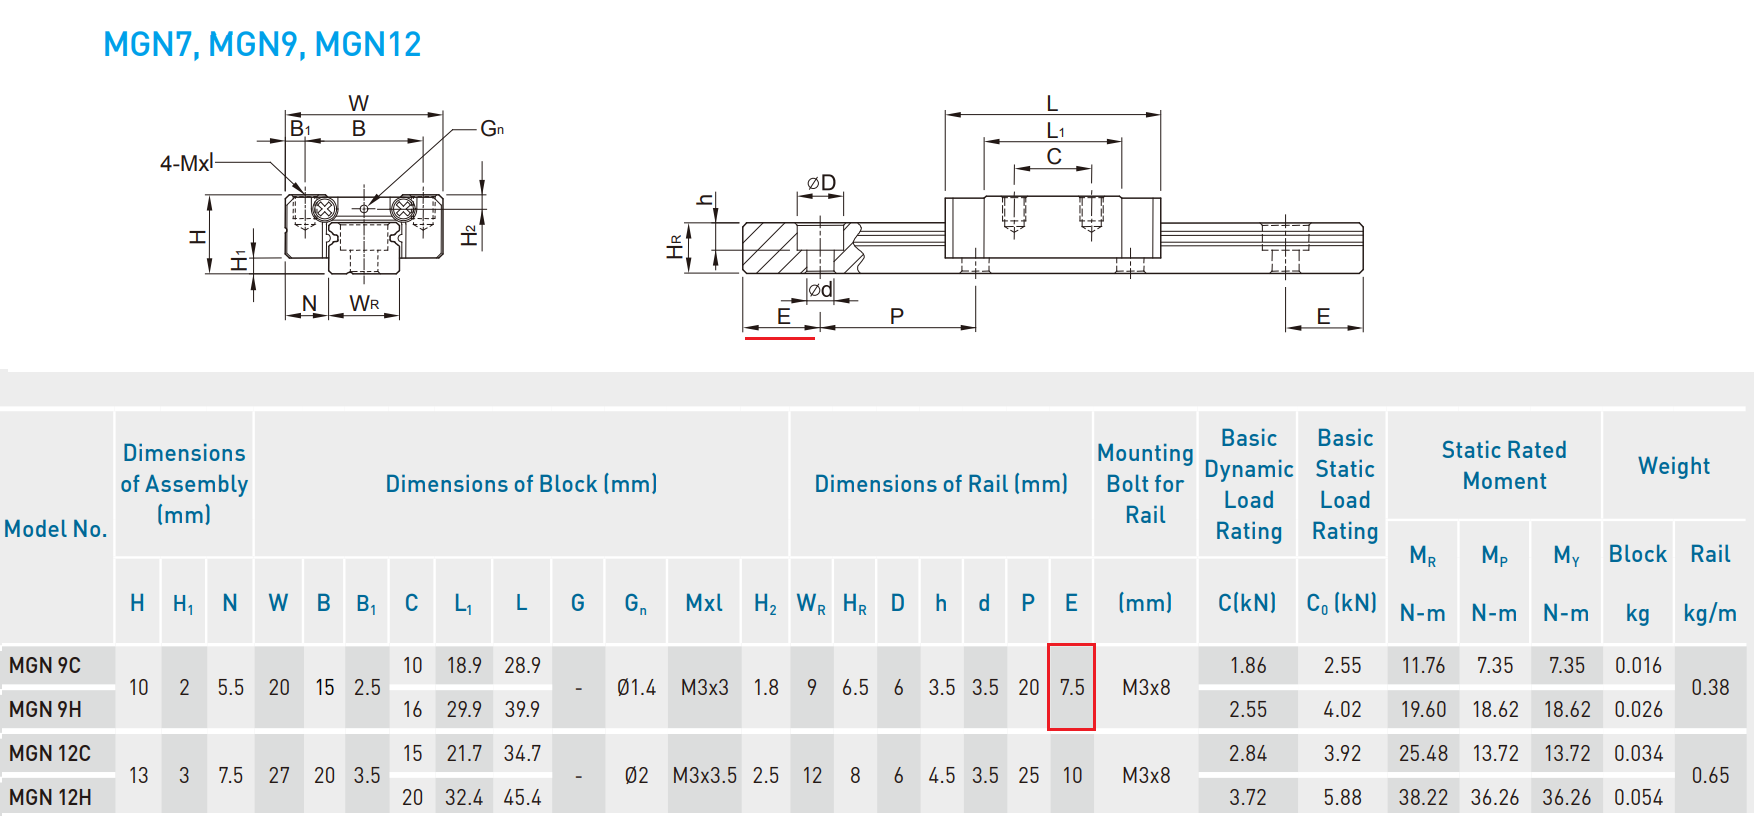 MGN7, MGN9, MGN12
W
B1 B
Gn
4-Mxl
H
H1
H2
N WR
L
L1
C
ØD
h
HR
Ød
E P E
Model No.
Dimensions of Assembly (mm)
Dimensions of Block (mm)
Dimensions of Rail (mm)
Mounting Bolt for Rail
Basic Dynamic Load Rating
Basic Static Load Rating
Static Rated Moment
Weight
MR MP MY Block Rail
H H1 N W B B1 C L1 L G Gn Mxl H2 WR HR D h d P E (mm) C(kN) C0 (kN) N-m N-m N-m kg kg/m
MGN 9C 10 18.9 28.9 1.86 2.55 11.76 7.35 7.35 0.016
10 2 5.5 20 15 2.5 - Ø1.4 M3x3 1.8 9 6.5 6 3.5 3.5 20 7.5 M3x8 0.38
MGN 9H 16 29.9 39.9 2.55 4.02 19.60 18.62 18.62 0.026
MGN 12C 15 21.7 34.7 2.84 3.92 25.48 13.72 13.72 0.034
13 3 7.5 27 20 3.5 - Ø2 M3x3.5 2.5 12 8 6 4.5 3.5 25 10 M3x8 0.65
MGN 12H 20 32.4 45.4 3.72 5.88 38.22 36.26 36.26 0.054